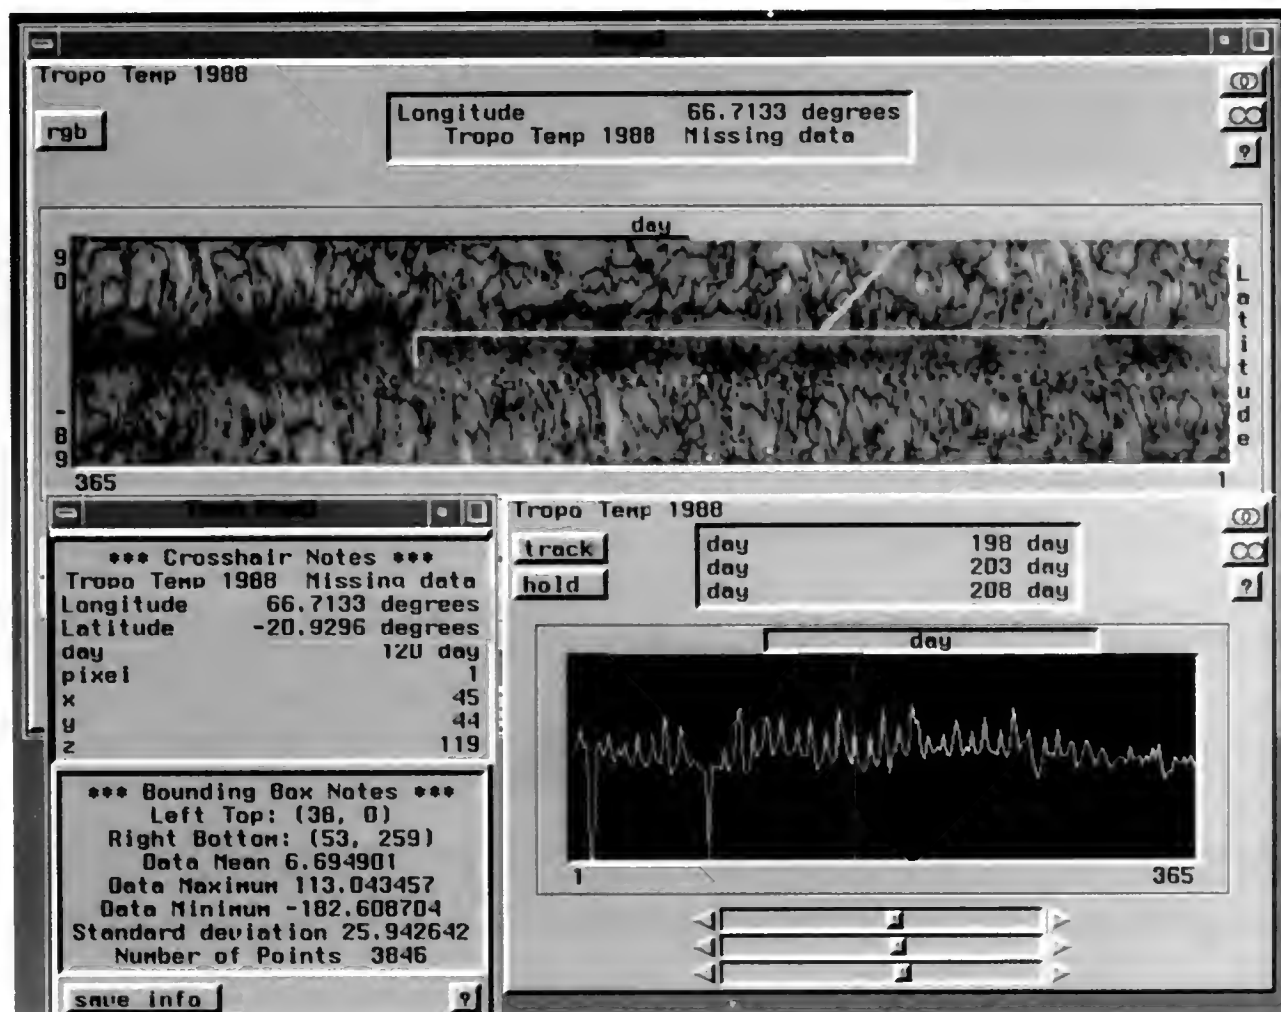 Tropo Temp 1988
rgb
Longitude 66.7133 degrees
Tropo Temp 1988 Missing data
?
day
90
Latitude
-89
365 1
*** Crosshair Notes ***
Tropo Temp 1988 Missing data
Longitude 66.7133 degrees
Latitude -20.9296 degrees
day 120 day
pixel 1
x 45
y 44
z 119
*** Bounding Box Notes ***
Left Top: (38, 0)
Right Bottom: (53, 259)
Data Mean 6.694901
Data Maximum 113.043457
Data Minimum -182.608704
Standard deviation 25.942642
Number of Points 3846
save info ?
Tropo Temp 1988
track
hold
day 198 day
day 203 day
day 208 day
?
day
1 365